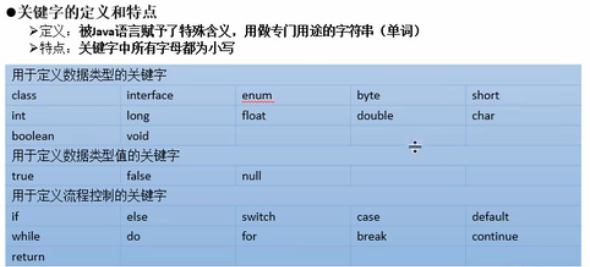 ●关键字的定义和特点
➢定义：被Java语言赋予了特殊含义，用做专门用途的字符串（单词）
➢特点：关键字中所有字母都为小写
用于定义数据类型的关键字
class interface enum byte short
int long float double char
boolean void
用于定义数据类型值的关键字
true false null
用于定义流程控制的关键字
if else switch case default
while do for break continue
return